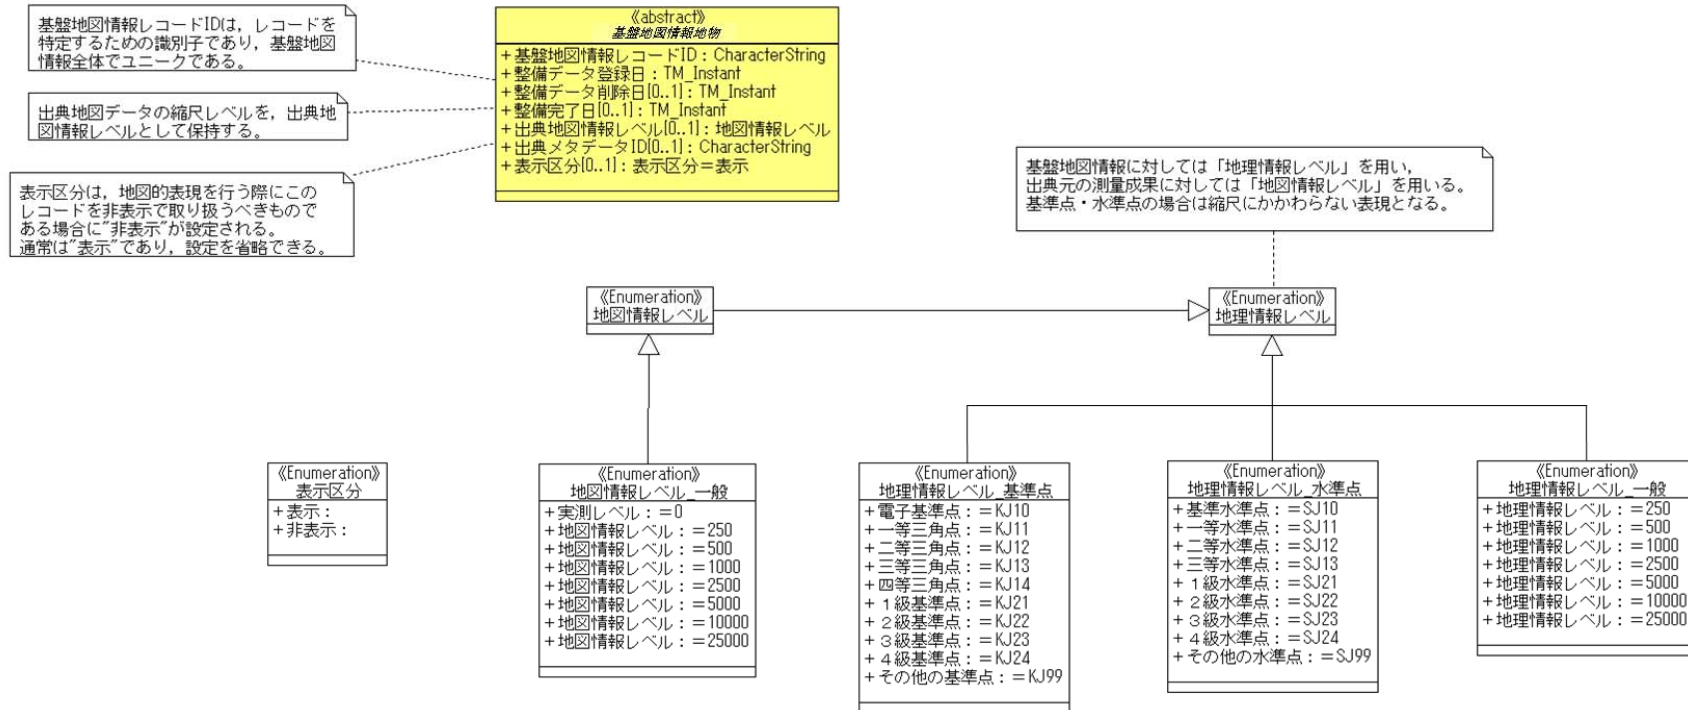 基盤地図情報レコードIDは，レコードを
特定するための識別子であり，基盤地図
情報全体でユニークである。
出典地図データの縮尺レベルを，出典地
図情報レベルとして保持する。
表示区分は，地図的表現を行う際にこの
レコードを非表示で取り扱うべきもので
ある場合に”非表示”が設定される。
通常は”表示”であり，設定を省略できる。
《abstract》
基盤地図情報地物
+基盤地図情報レコードID：CharacterString
+整備データ登録日：TM_Instant
+整備データ削除日[0..1]：TM_Instant
+整備完了日[0..1]：TM_Instant
+出典地図情報レベル[0..1]：地図情報レベル
+出典メタデータID[0..1]：CharacterString
+表示区分[0..1]：表示区分＝表示
基盤地図情報に対しては「地理情報レベル」を用い，
出典元の測量成果に対しては「地図情報レベル」を用いる。
基準点・水準点の場合は縮尺にかかわらない表現となる。
《Enumeration》
地図情報レベル
《Enumeration》
地理情報レベル
《Enumeration》
表示区分
+表示：
+非表示：
《Enumeration》
地図情報レベル_一般
+実測レベル：=0
+地図情報レベル：=250
+地図情報レベル：=500
+地図情報レベル：=1000
+地図情報レベル：=2500
+地図情報レベル：=5000
+地図情報レベル：=10000
+地図情報レベル：=25000
《Enumeration》
地理情報レベル_基準点
+電子基準点：=KJ10
+一等三角点：=KJ11
+二等三角点：=KJ12
+三等三角点：=KJ13
+四等三角点：=KJ14
+１級基準点：=KJ21
+２級基準点：=KJ22
+３級基準点：=KJ23
+４級基準点：=KJ24
+その他の基準点：=KJ99
《Enumeration》
地理情報レベル_水準点
+基準水準点：=SJ10
+一等水準点：=SJ11
+二等水準点：=SJ12
+三等水準点：=SJ13
+１級水準点：=SJ21
+２級水準点：=SJ22
+３級水準点：=SJ23
+４級水準点：=SJ24
+その他の水準点：=SJ99
《Enumeration》
地理情報レベル_一般
+地理情報レベル：=250
+地理情報レベル：=500
+地理情報レベル：=1000
+地理情報レベル：=2500
+地理情報レベル：=5000
+地理情報レベル：=10000
+地理情報レベル：=25000